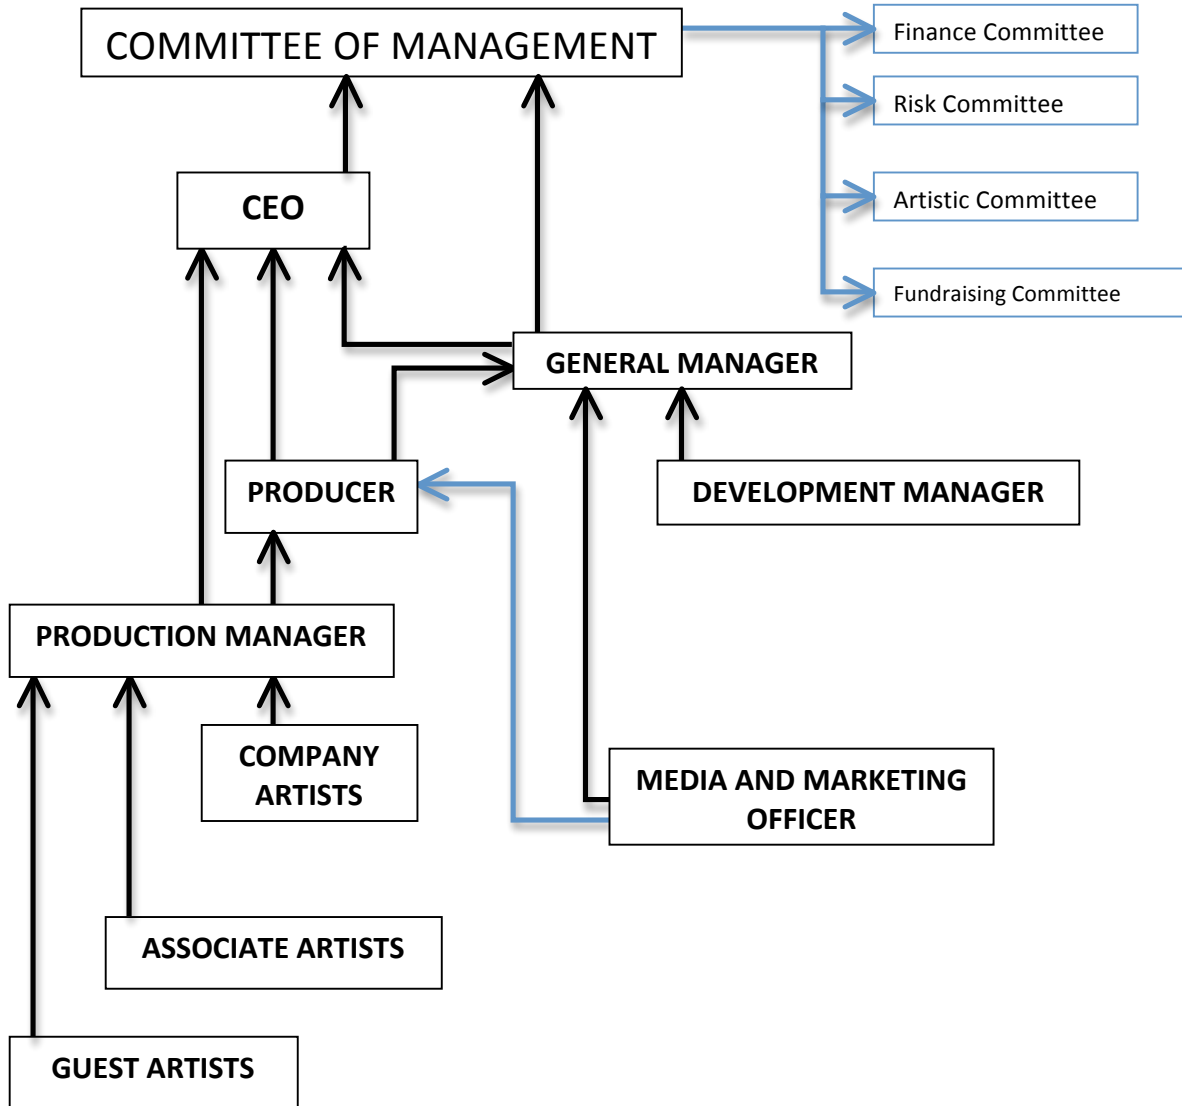 COMMITTEE OF MANAGEMENT
Finance Committee
Risk Committee
Artistic Committee
Fundraising Committee
CEO
GENERAL MANAGER
PRODUCER
DEVELOPMENT MANAGER
PRODUCTION MANAGER
COMPANY
ARTISTS
MEDIA AND MARKETING
OFFICER
ASSOCIATE ARTISTS
GUEST ARTISTS